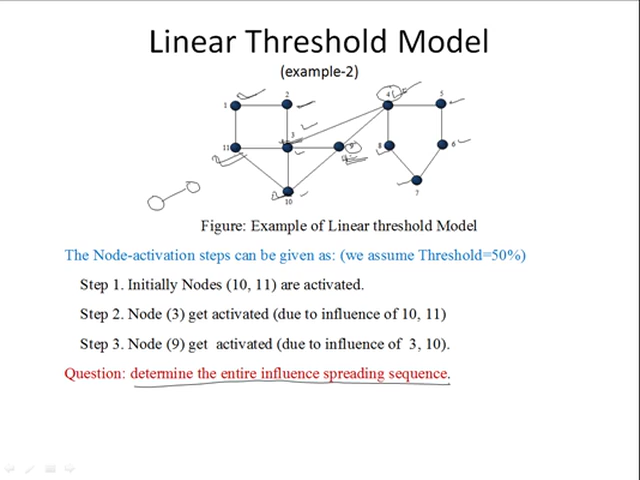 Linear Threshold Model
(example-2)
1
2
3
4
5
11
9
8
6
10
7
Figure: Example of Linear threshold Model
The Node-activation steps can be given as: (we assume Threshold=50%)
Step 1. Initially Nodes (10, 11) are activated.
Step 2. Node (3) get activated (due to influence of 10, 11)
Step 3. Node (9) get activated (due to influence of 3, 10).
Question: determine the entire influence spreading sequence.